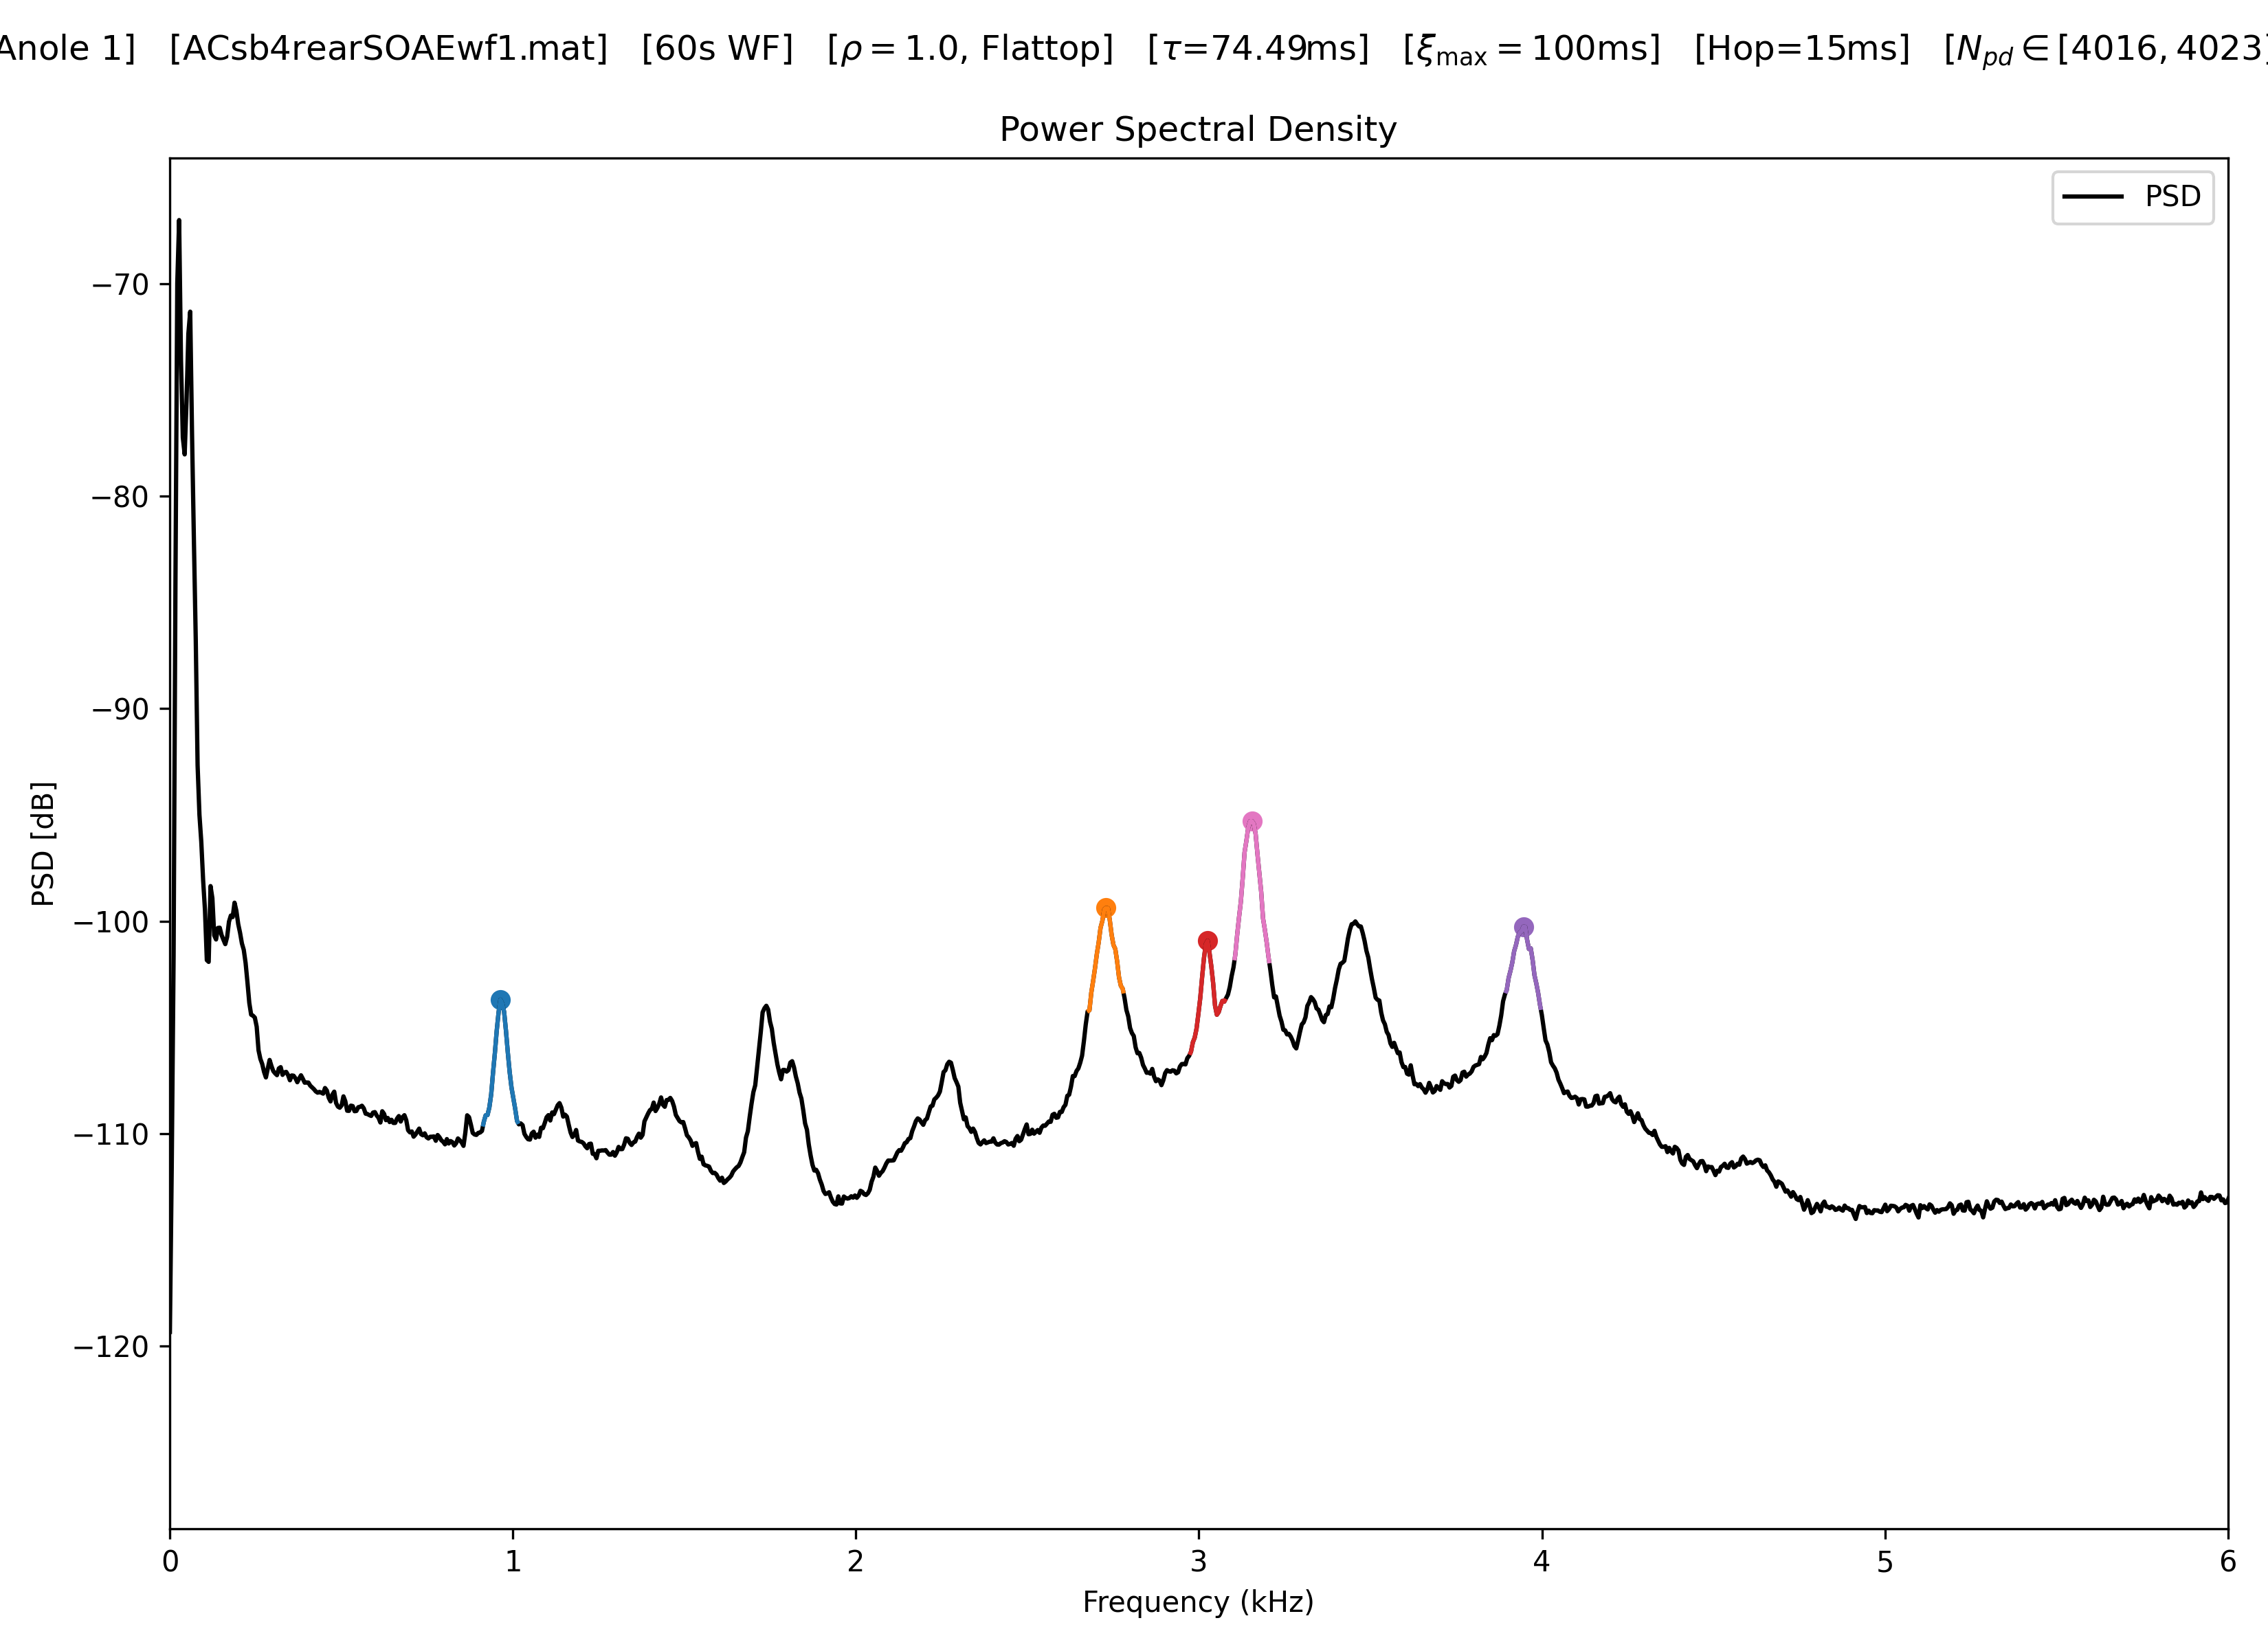 Anole 1] [ACsb4rearSOAEwf1.mat] [60s WF] [ρ = 1.0, Flattop] [τ=74.49ms] [ξmax = 100ms] [Hop=15ms] [Npd ∈ [4016, 4023]
Power Spectral Density
PSD
−70
−80
−90
−100
−110
−120
PSD [dB]
0 1 2 3 4 5 6
Frequency (kHz)